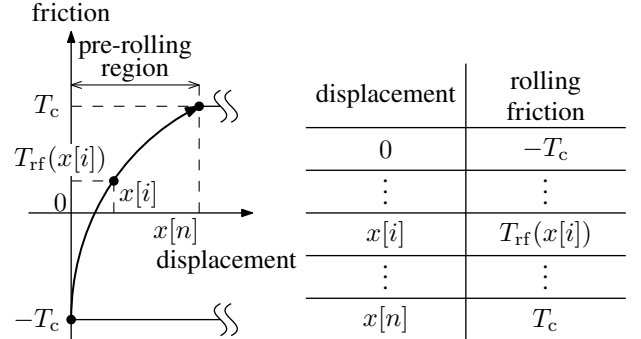 friction
pre-rolling
region
T_c
T_rf(x[i])
x[i]
0
x[n]
displacement
−T_c
displacement rolling friction
0 −T_c
⋮ ⋮
x[i] T_rf(x[i])
⋮ ⋮
x[n] T_c